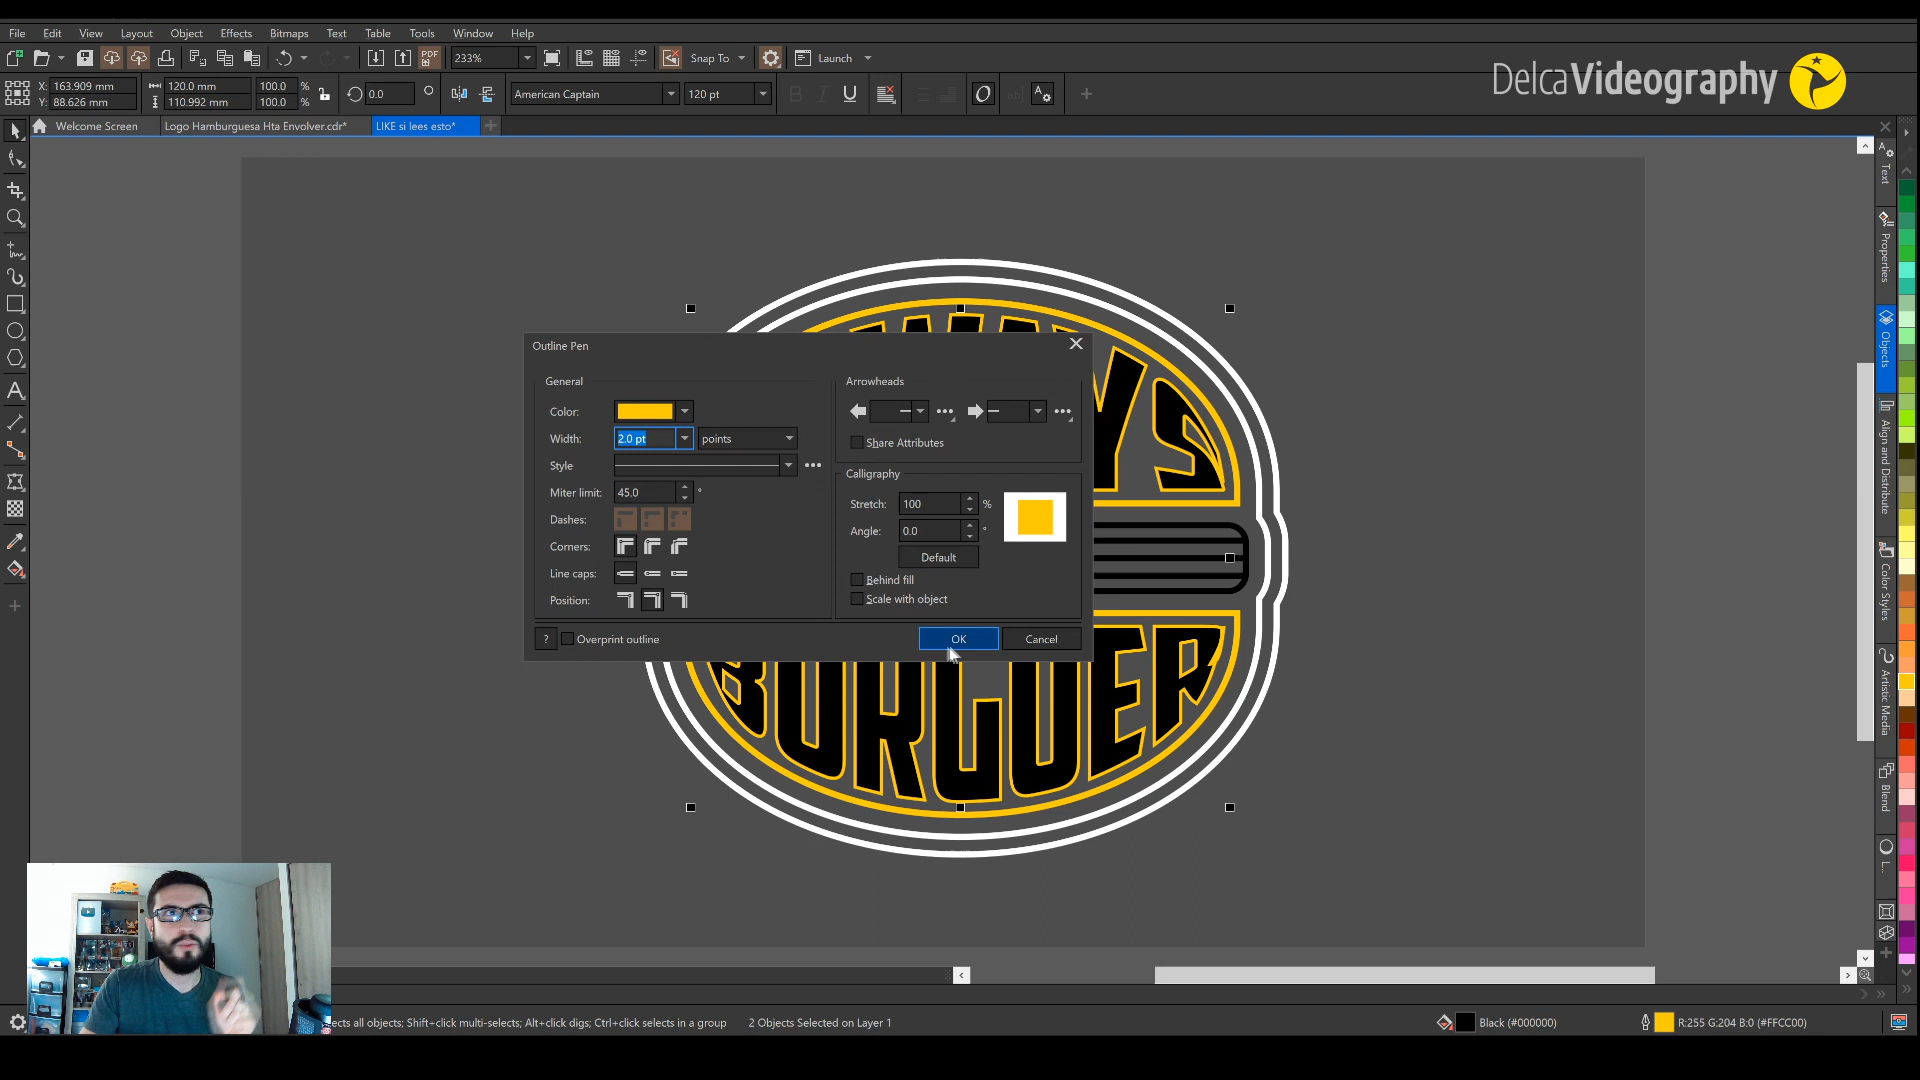 File Edit View Layout Object Effects Bitmaps Text Table Tools Window Help
PDF 233% Snap To Launch
DelcaVideography
X: 163.909 mm 120.0 mm 100.0 % 0.0 ° American Captain 120 pt
Y: 88.626 mm 110.992 mm 100.0 %
Welcome Screen Logo Hamburguesa Hta Envolver.cdr* LIKE si lees esto*
Text
Properties
Objects
Align and Distribute
Color Styles
Artistic Media
Blend
L...
Outline Pen
General
Color:
Width: 2.0 pt points
Style
Miter limit: 45.0 °
Dashes:
Corners:
Line caps:
Position:
Arrowheads
Share Attributes
Calligraphy
Stretch: 100 %
Angle: 0.0 °
Default
Behind fill
Scale with object
? Overprint outline OK Cancel
YS
BURGUER
ects all objects; Shift+click multi-selects; Alt+click digs; Ctrl+click selects in a group 2 Objects Selected on Layer 1 Black (#000000) R:255 G:204 B:0 (#FFCC00)